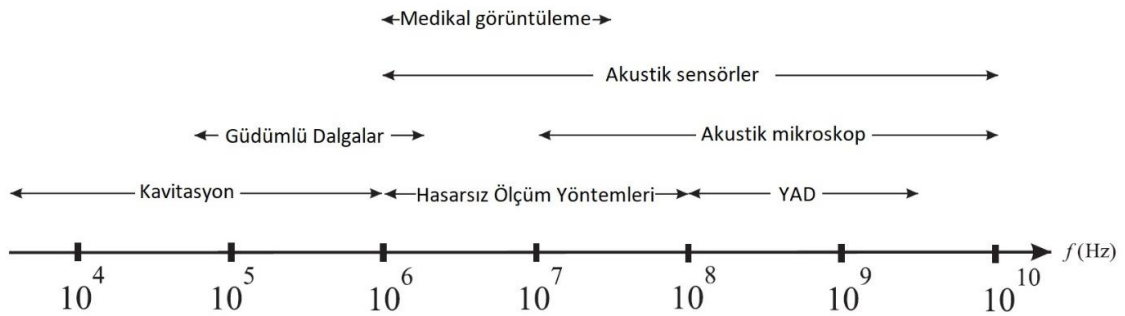 Medikal görüntüleme
Akustik sensörler
Güdümlü Dalgalar Akustik mikroskop
Kavitasyon Hasarsız Ölçüm Yöntemleri YAD
f (Hz)
10^4 10^5 10^6 10^7 10^8 10^9 10^10